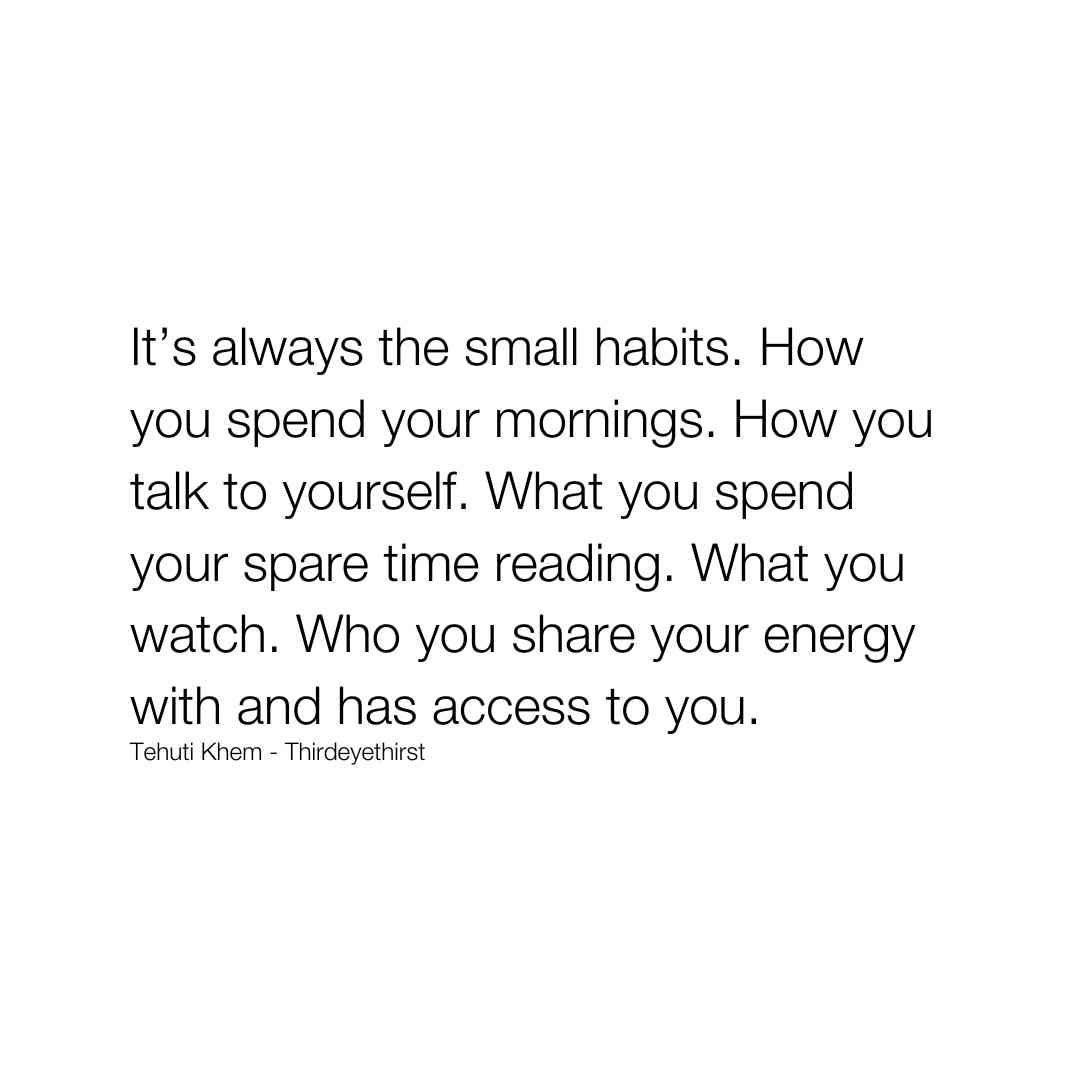 It’s always the small habits. How
you spend your mornings. How you
talk to yourself. What you spend
your spare time reading. What you
watch. Who you share your energy
with and has access to you.
Tehuti Khem - Thirdeyethirst